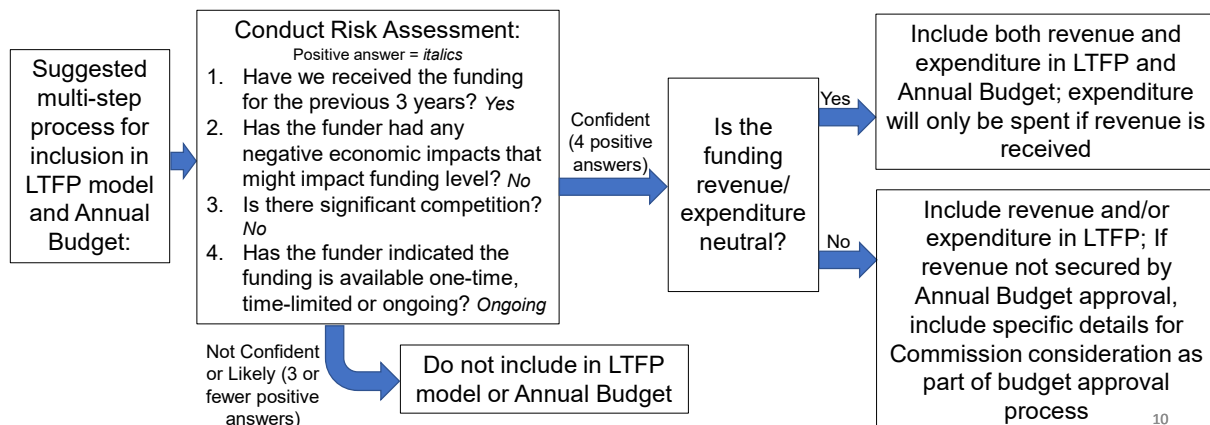 Suggested
multi-step
process for
inclusion in
LTFP model
and Annual
Budget:
Conduct Risk Assessment:
Positive answer = italics
1. Have we received the funding
for the previous 3 years? Yes
2. Has the funder had any
negative economic impacts that
might impact funding level? No
3. Is there significant competition?
No
4. Has the funder indicated the
funding is available one-time,
time-limited or ongoing? Ongoing
Confident
(4 positive
answers)
Is the
funding
revenue/
expenditure
neutral?
Yes
Include both revenue and
expenditure in LTFP and
Annual Budget; expenditure
will only be spent if revenue is
received
No
Include revenue and/or
expenditure in LTFP; If
revenue not secured by
Annual Budget approval,
include specific details for
Commission consideration as
part of budget approval
process
Not Confident
or Likely (3 or
fewer positive
answers)
Do not include in LTFP
model or Annual Budget
10